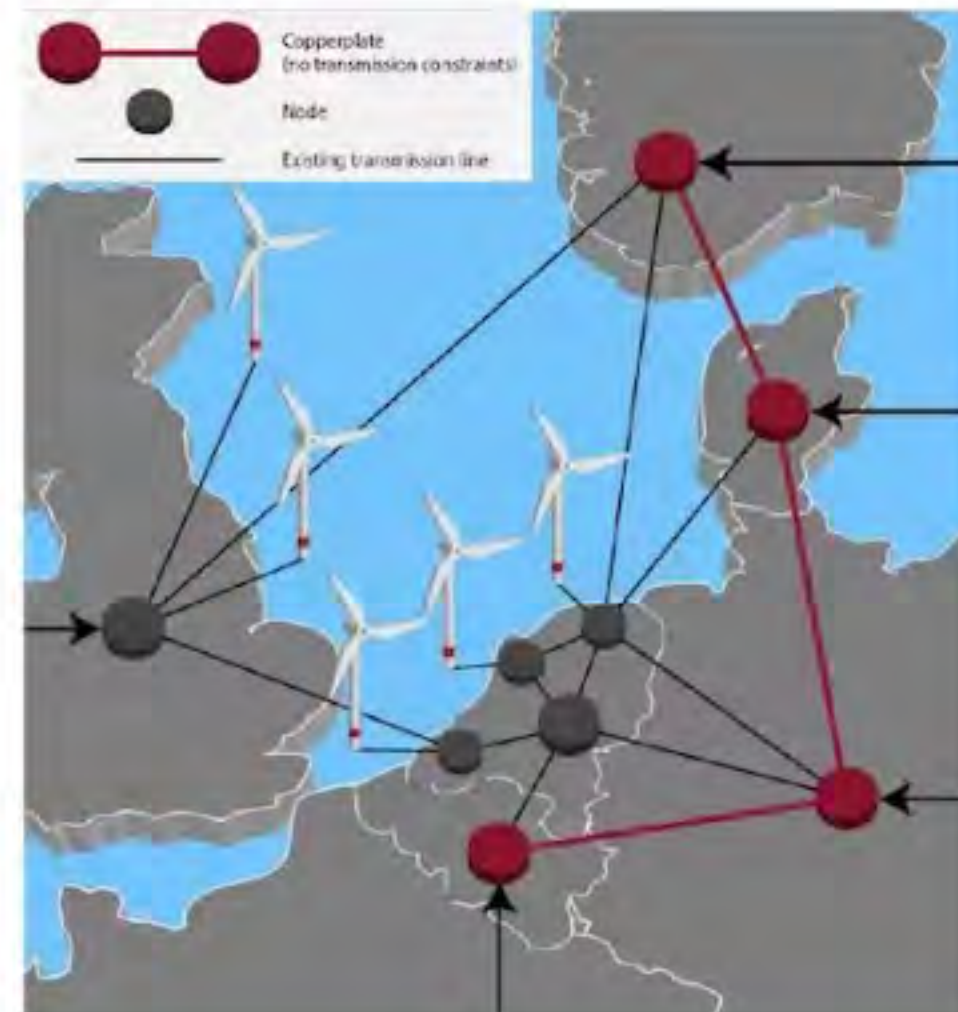 Copperplate
(no transmission constraints)
Node
Existing transmission line